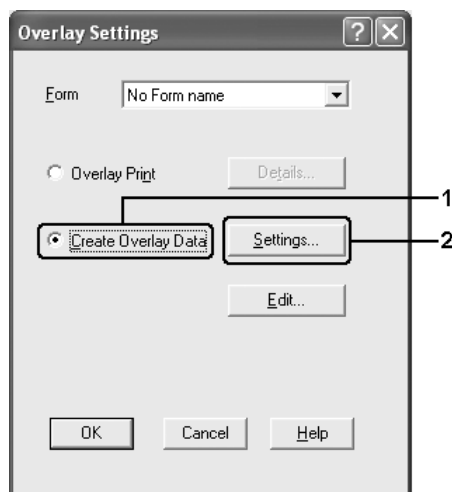 Overlay Settings
Form No Form name
Overlay Print Details...
1
Create Overlay Data Settings... 2
Edit...
OK Cancel Help